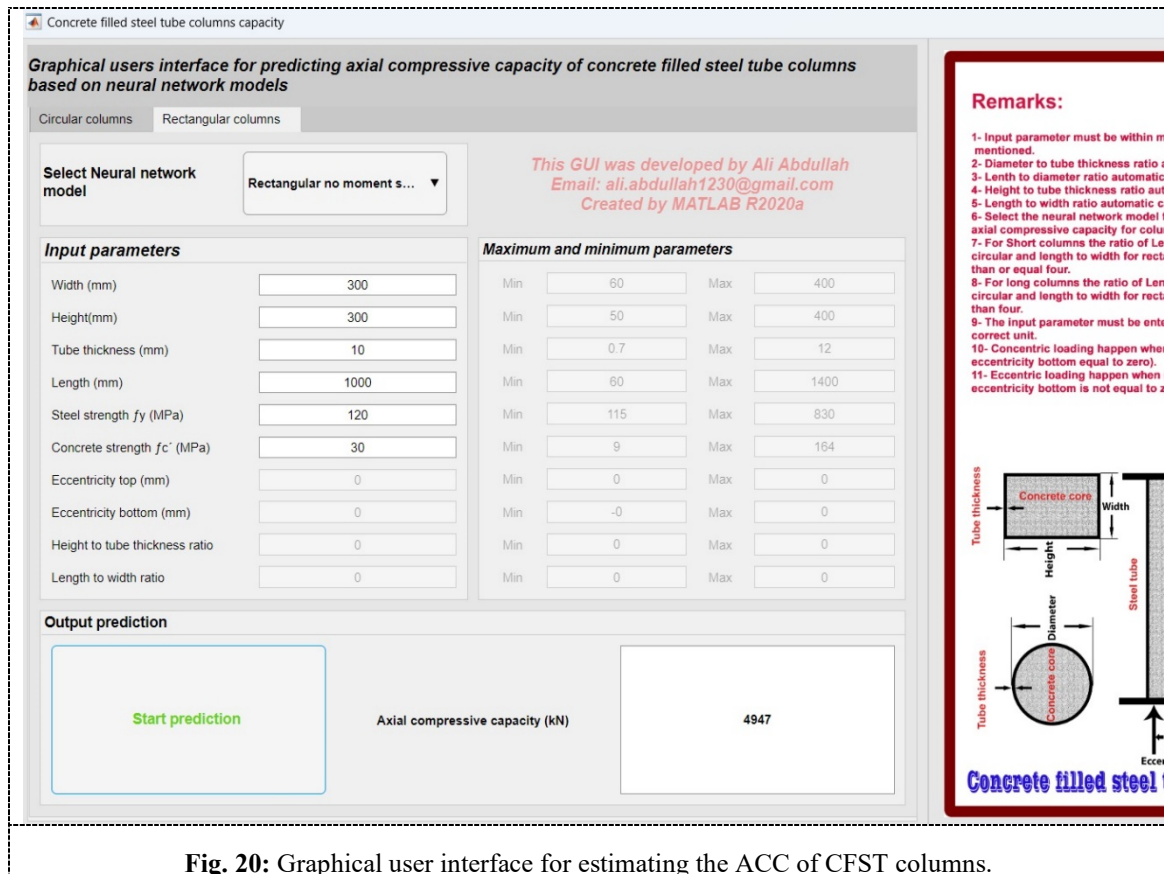 Concrete filled steel tube columns capacity
Graphical users interface for predicting axial compressive capacity of concrete filled steel tube columns
based on neural network models
Circular columns Rectangular columns
Select Neural network
model
Rectangular no moment s... ▼
This GUI was developed by Ali Abdullah
Email: ali.abdullah1230@gmail.com
Created by MATLAB R2020a
Input parameters
Maximum and minimum parameters
Width (mm) 300 Min 60 Max 400
Height(mm) 300 Min 50 Max 400
Tube thickness (mm) 10 Min 0.7 Max 12
Length (mm) 1000 Min 60 Max 1400
Steel strength ƒy (MPa) 120 Min 115 Max 830
Concrete strength ƒc´ (MPa) 30 Min 9 Max 164
Eccentricity top (mm) 0 Min 0 Max 0
Eccentricity bottom (mm) 0 Min -0 Max 0
Height to tube thickness ratio 0 Min 0 Max 0
Length to width ratio 0 Min 0 Max 0
Output prediction
Start prediction
Axial compressive capacity (kN)
4947
Remarks:
1- Input parameter must be within m
mentioned.
2- Diameter to tube thickness ratio a
3- Lenth to diameter ratio automatic
4- Height to tube thickness ratio aut
5- Length to width ratio automatic c
6- Select the neural network model f
axial compressive capacity for colu
7- For Short columns the ratio of Le
circular and length to width for recta
than or equal four.
8- For long columns the ratio of Len
circular and length to width for recta
than four.
9- The input parameter must be ente
correct unit.
10- Concentric loading happen when
eccentricity bottom equal to zero).
11- Eccentric loading happen when
eccentricity bottom is not equal to z
Tube thickness
Concrete core
Width
Height
Steel tube
Diameter
Tube thickness
Concrete core
Eccen
Concrete filled steel t
Fig. 20: Graphical user interface for estimating the ACC of CFST columns.